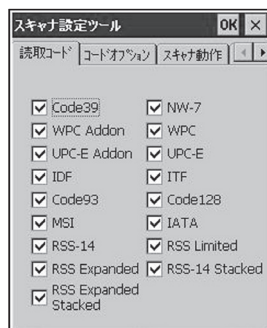 スキャナ設定ツール OK ×
読取コード コードオプション スキャナ動作
Code39 NW-7
WPC Addon WPC
UPC-E Addon UPC-E
IDF ITF
Code93 Code128
MSI IATA
RSS-14 RSS Limited
RSS Expanded RSS-14 Stacked
RSS Expanded
Stacked